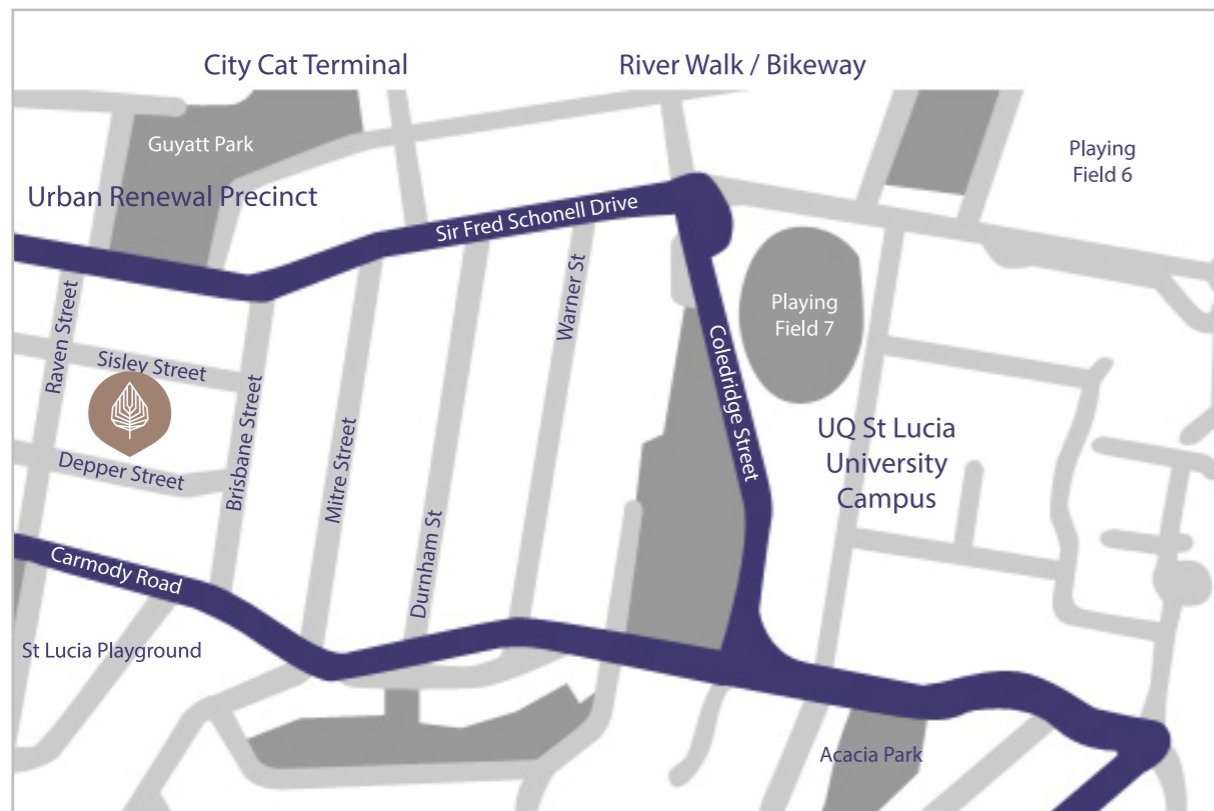 City Cat Terminal
River Walk / Bikeway
Guyatt Park
Playing
Field 6
Urban Renewal Precinct
Sir Fred Schonell Drive
Warner St
Raven Street
Playing
Field 7
Sisley Street
Coledridge Street
Brisbane Street
Mitre Street
UQ St Lucia
University
Campus
Depper Street
Durnham St
Carmody Road
St Lucia Playground
Acacia Park